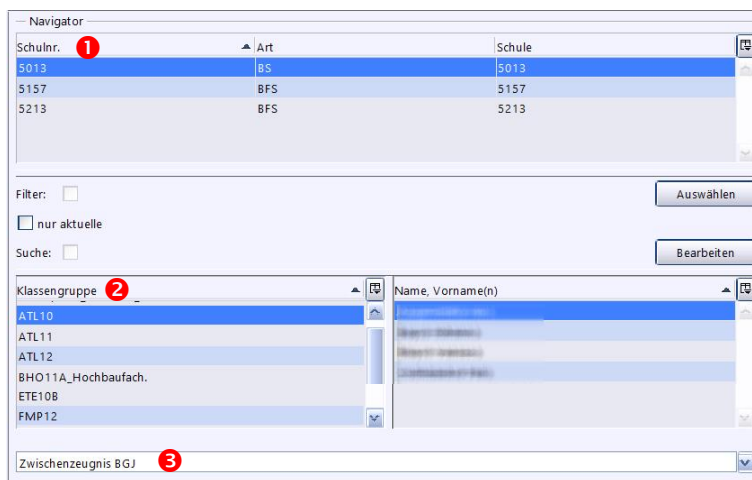 Navigator
Schulnr. 1 Art Schule
5013 BS 5013
5157 BFS 5157
5213 BFS 5213
Filter: Auswählen
nur aktuelle
Suche: Bearbeiten
Klassengruppe 2 Name, Vorname(n)
ATL10
ATL11
ATL12
BHO11A_Hochbaufach.
ETE10B
FMP12
Zwischenzeugnis BGJ 3